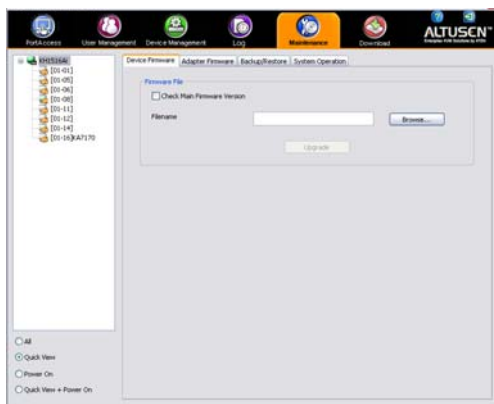 PortAccess User Management Device Management Log Maintenance Download
ALTUSCN™
Device Firmware Adapter Firmware Backup/Restore System Operation
KH1516Ai
[01-01]
[01-05]
[01-06]
[01-08]
[01-11]
[01-12]
[01-14]
[01-16]KA7170
Firmware File
Check Main Firmware Version
Filename
Browse...
Upgrade
All
Quick View
Power On
Quick View + Power On